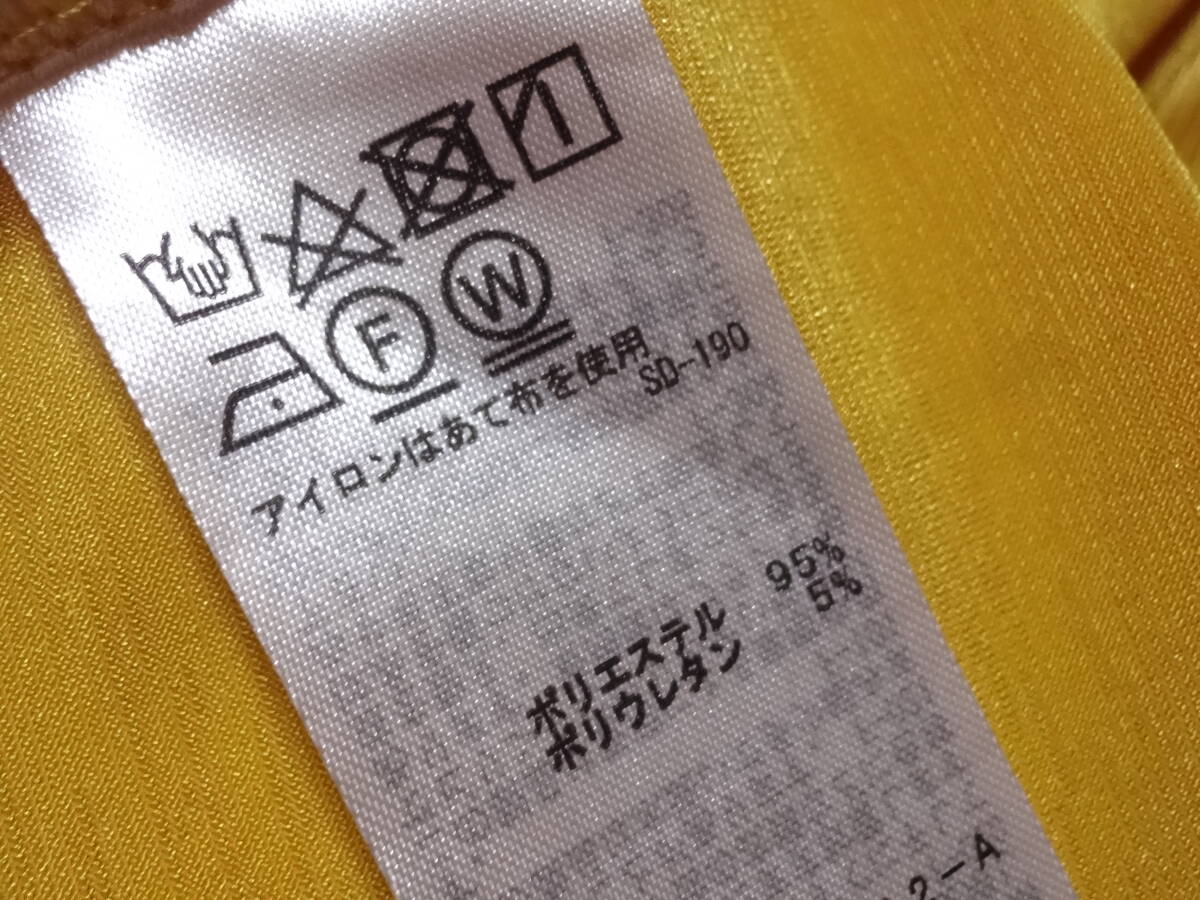 F W
アイロンはあて布を使用
SD-190
ポリエステル 95%
ポリウレタン 5%
2-A